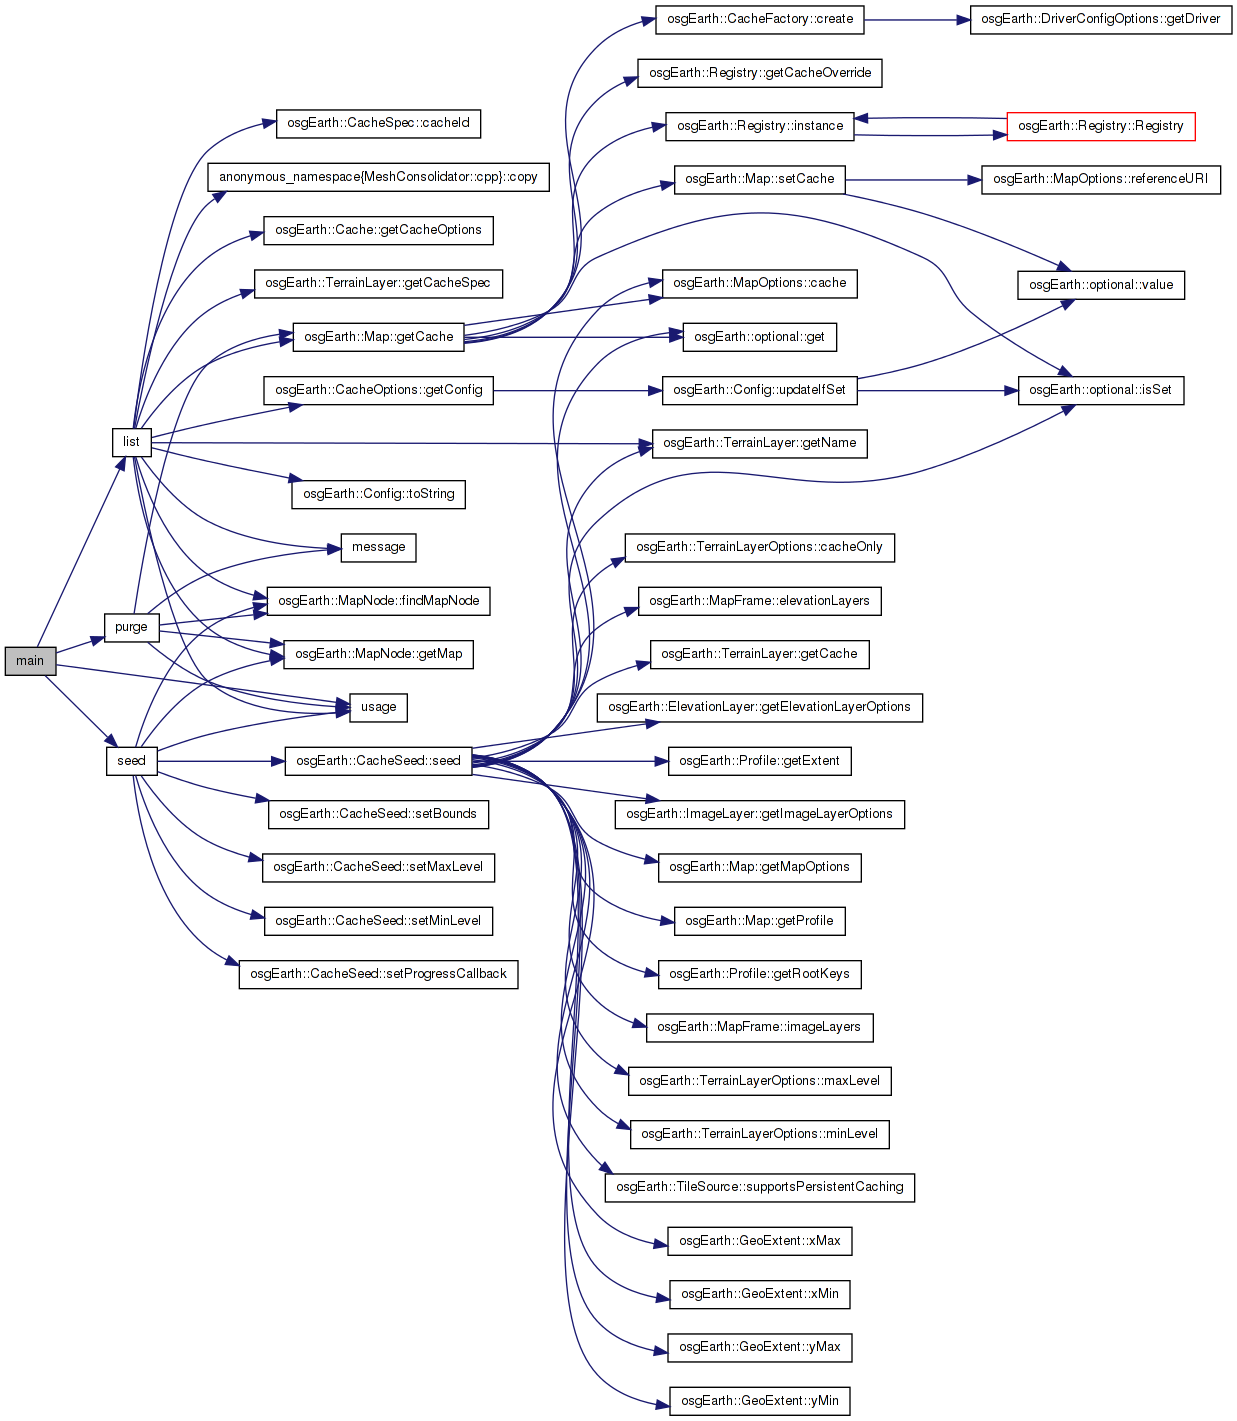 osgEarth::CacheFactory::create
osgEarth::DriverConfigOptions::getDriver
osgEarth::Registry::getCacheOverride
osgEarth::CacheSpec::cacheId
osgEarth::Registry::instance
osgEarth::Registry::Registry
anonymous_namespace{MeshConsolidator::cpp}::copy
osgEarth::Map::setCache
osgEarth::MapOptions::referenceURI
osgEarth::Cache::getCacheOptions
osgEarth::TerrainLayer::getCacheSpec
osgEarth::MapOptions::cache
osgEarth::optional::value
osgEarth::Map::getCache
osgEarth::optional::get
osgEarth::CacheOptions::getConfig
osgEarth::Config::updateIfSet
osgEarth::optional::isSet
list
osgEarth::TerrainLayer::getName
osgEarth::Config::toString
message
osgEarth::TerrainLayerOptions::cacheOnly
osgEarth::MapNode::findMapNode
osgEarth::MapFrame::elevationLayers
purge
main
osgEarth::MapNode::getMap
osgEarth::TerrainLayer::getCache
usage
osgEarth::ElevationLayer::getElevationLayerOptions
seed
osgEarth::CacheSeed::seed
osgEarth::Profile::getExtent
osgEarth::CacheSeed::setBounds
osgEarth::ImageLayer::getImageLayerOptions
osgEarth::CacheSeed::setMaxLevel
osgEarth::Map::getMapOptions
osgEarth::CacheSeed::setMinLevel
osgEarth::Map::getProfile
osgEarth::CacheSeed::setProgressCallback
osgEarth::Profile::getRootKeys
osgEarth::MapFrame::imageLayers
osgEarth::TerrainLayerOptions::maxLevel
osgEarth::TerrainLayerOptions::minLevel
osgEarth::TileSource::supportsPersistentCaching
osgEarth::GeoExtent::xMax
osgEarth::GeoExtent::xMin
osgEarth::GeoExtent::yMax
osgEarth::GeoExtent::yMin